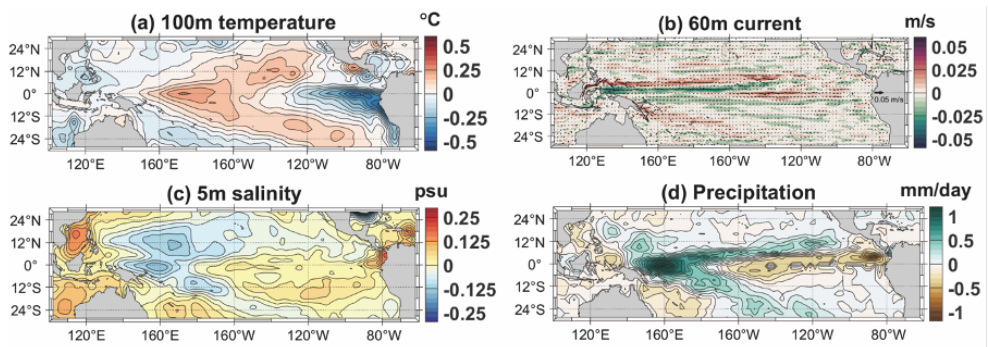 (a) 100m temperature
°C
24°N
12°N
0°
12°S
24°S
120°E
160°E
160°W
120°W
80°W
0.5
0.25
0
-0.25
-0.5
(b) 60m current
m/s
24°N
12°N
0°
12°S
24°S
120°E
160°E
160°W
120°W
80°W
0.05 m/s
0.05
0.025
0
-0.025
-0.05
(c) 5m salinity
psu
24°N
12°N
0°
12°S
24°S
120°E
160°E
160°W
120°W
80°W
0.25
0.125
0
-0.125
-0.25
(d) Precipitation
mm/day
24°N
12°N
0°
12°S
24°S
120°E
160°E
160°W
120°W
80°W
1
0.5
0
-0.5
-1